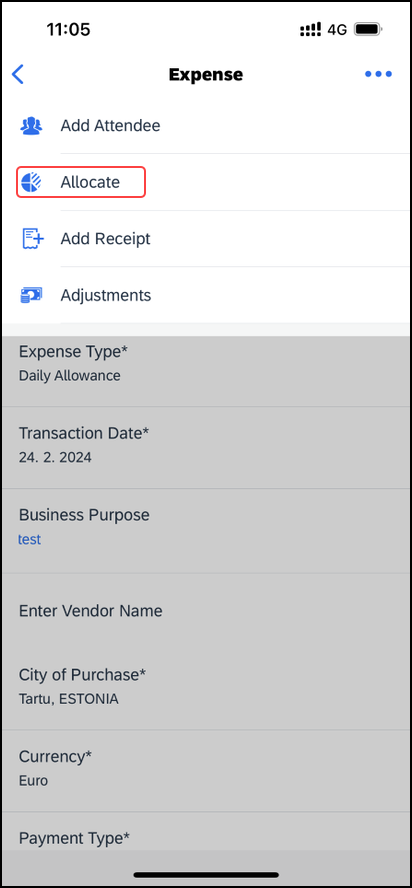 11:05
4G
Expense
Add Attendee
Allocate
Add Receipt
Adjustments
Expense Type*
Daily Allowance
Transaction Date*
24. 2. 2024
Business Purpose
test
Enter Vendor Name
City of Purchase*
Tartu, ESTONIA
Currency*
Euro
Payment Type*